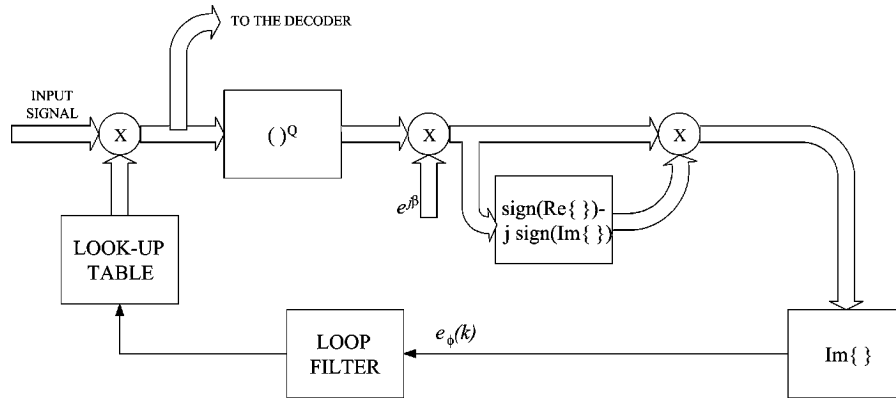 TO THE DECODER
INPUT
SIGNAL
X
( )^Q
X
X
e^{jβ}
sign(Re{ })-
j sign(Im{ })
LOOK-UP
TABLE
LOOP
FILTER
e_ϕ(k)
Im{ }